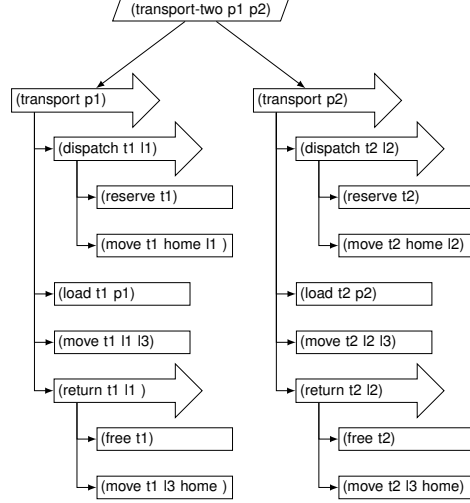 (transport-two p1 p2)
(transport p1)
(dispatch t1 l1)
(reserve t1)
(move t1 home l1 )
(load t1 p1)
(move t1 l1 l3)
(return t1 l1 )
(free t1)
(move t1 l3 home )
(transport p2)
(dispatch t2 l2)
(reserve t2)
(move t2 home l2)
(load t2 p2)
(move t2 l2 l3)
(return t2 l2)
(free t2)
(move t2 l3 home)